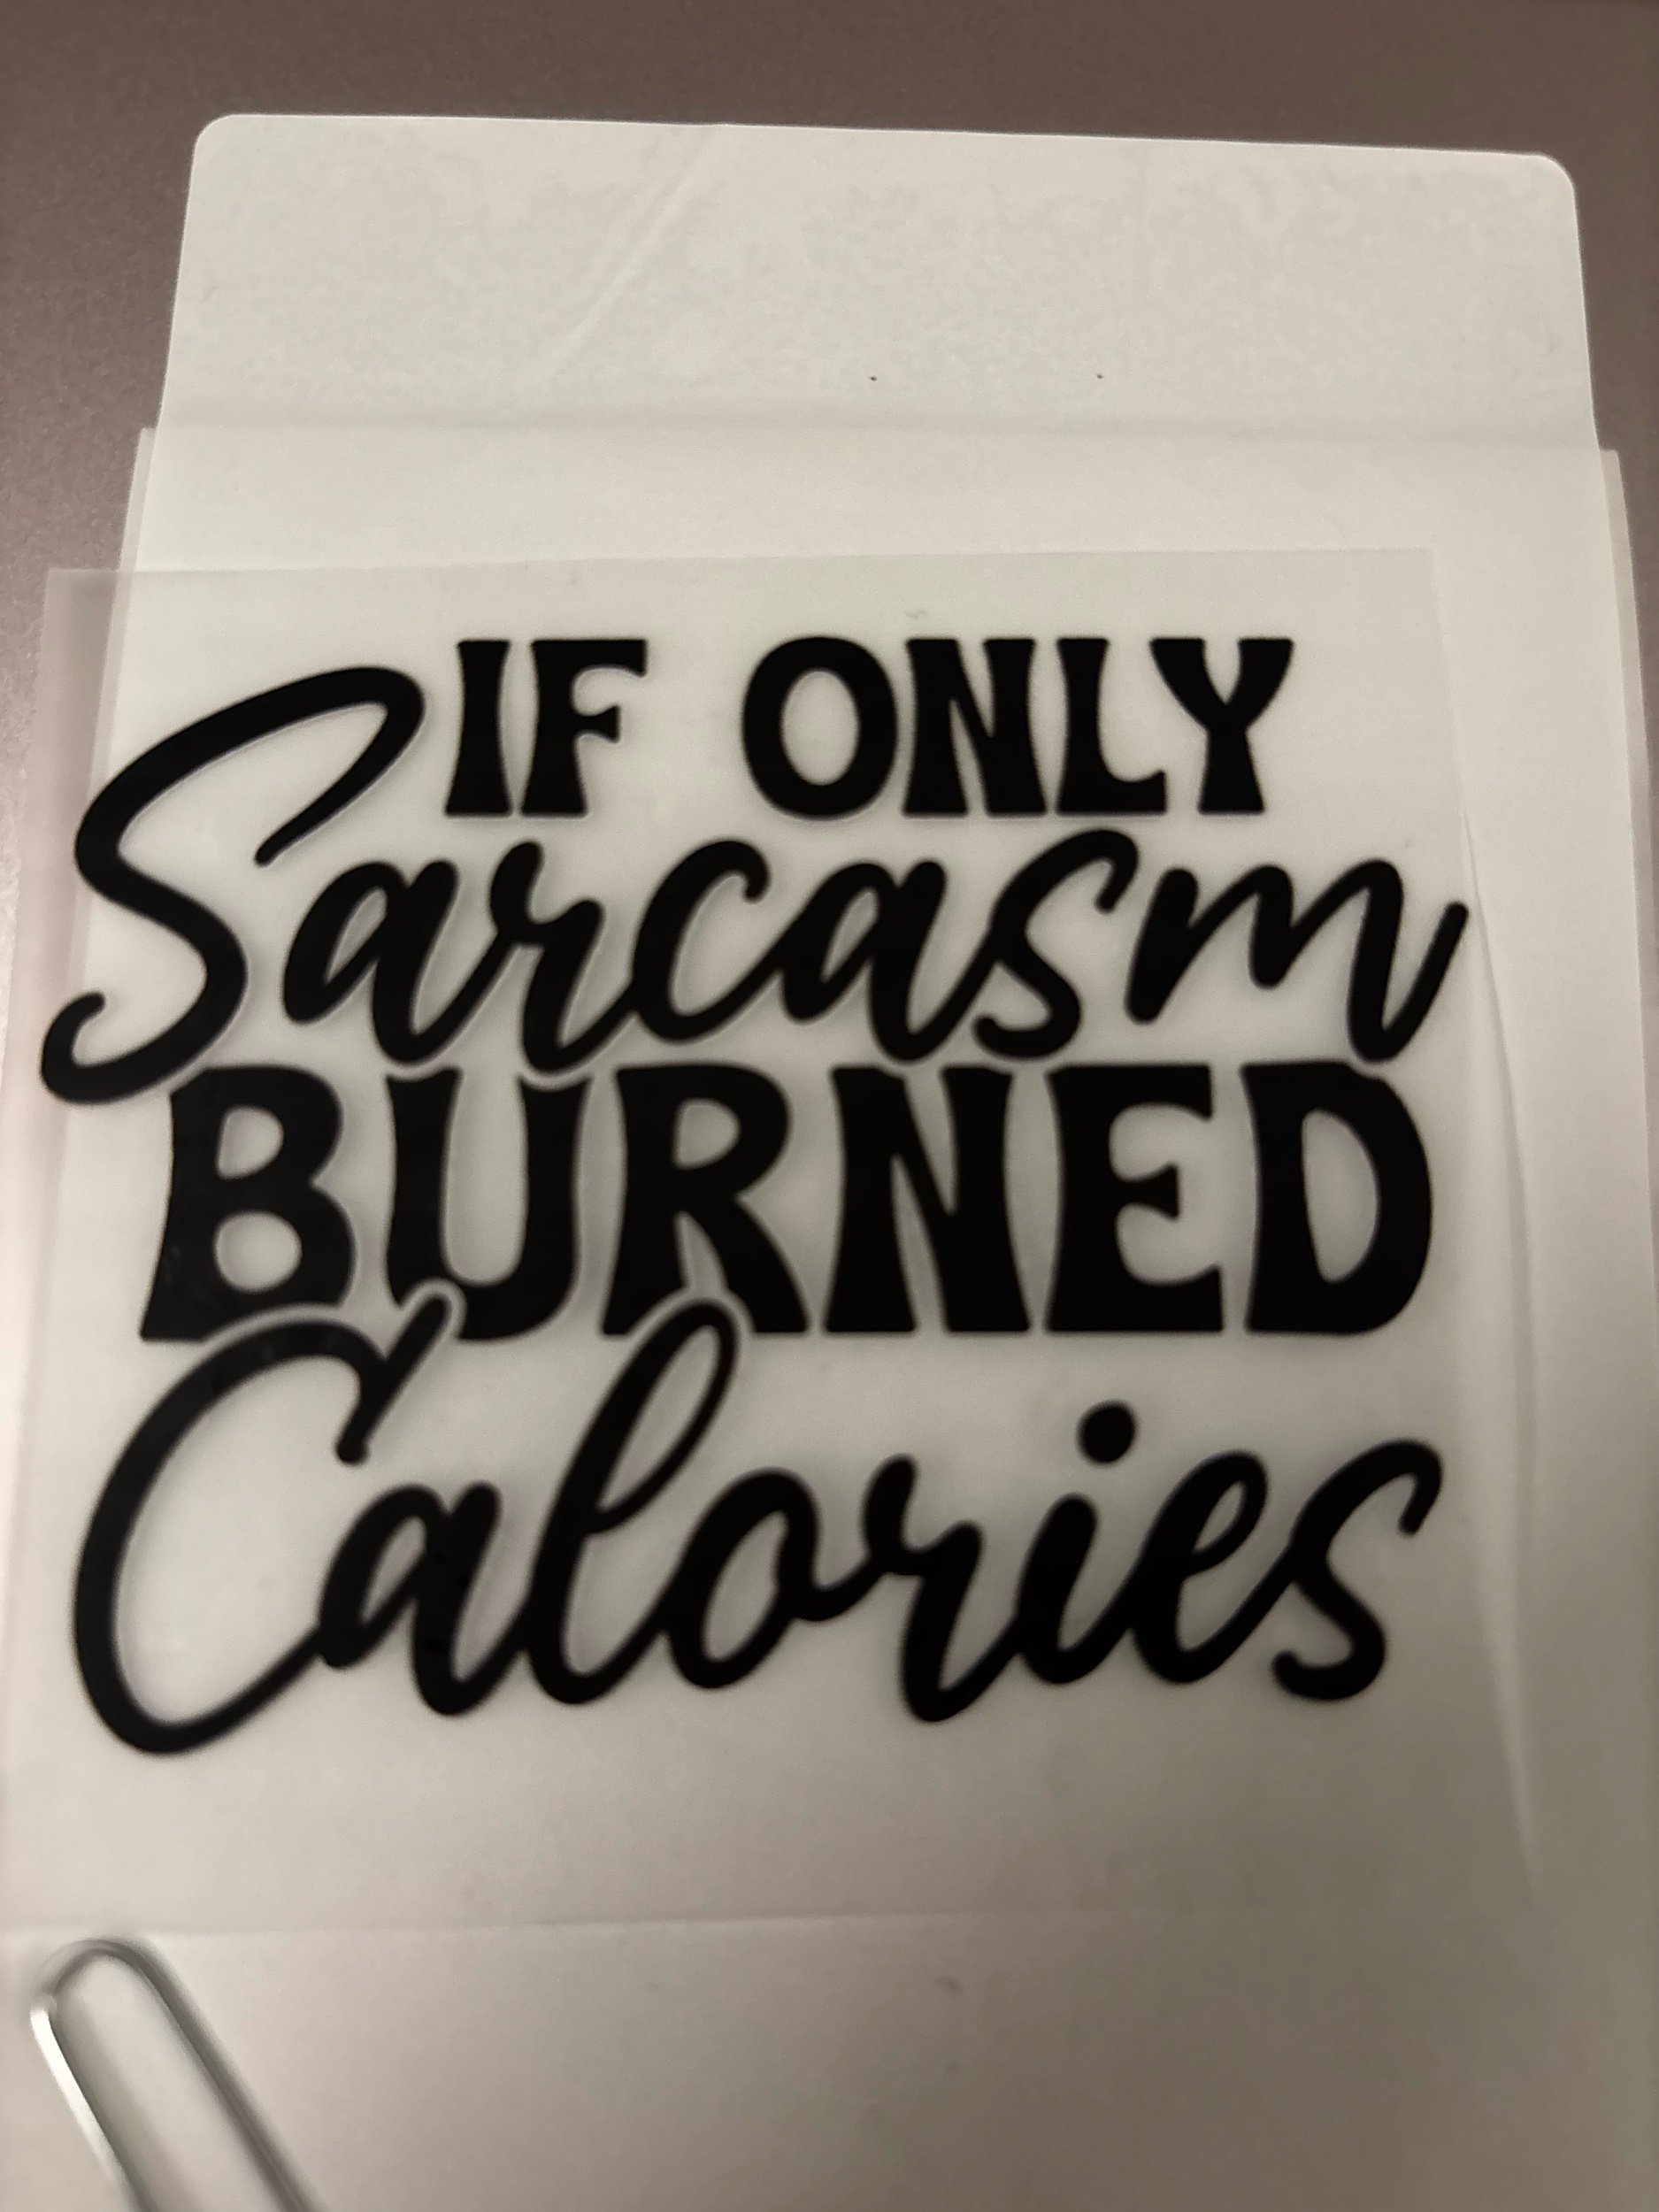 IF ONLY
Sarcasm
BURNED
Calories